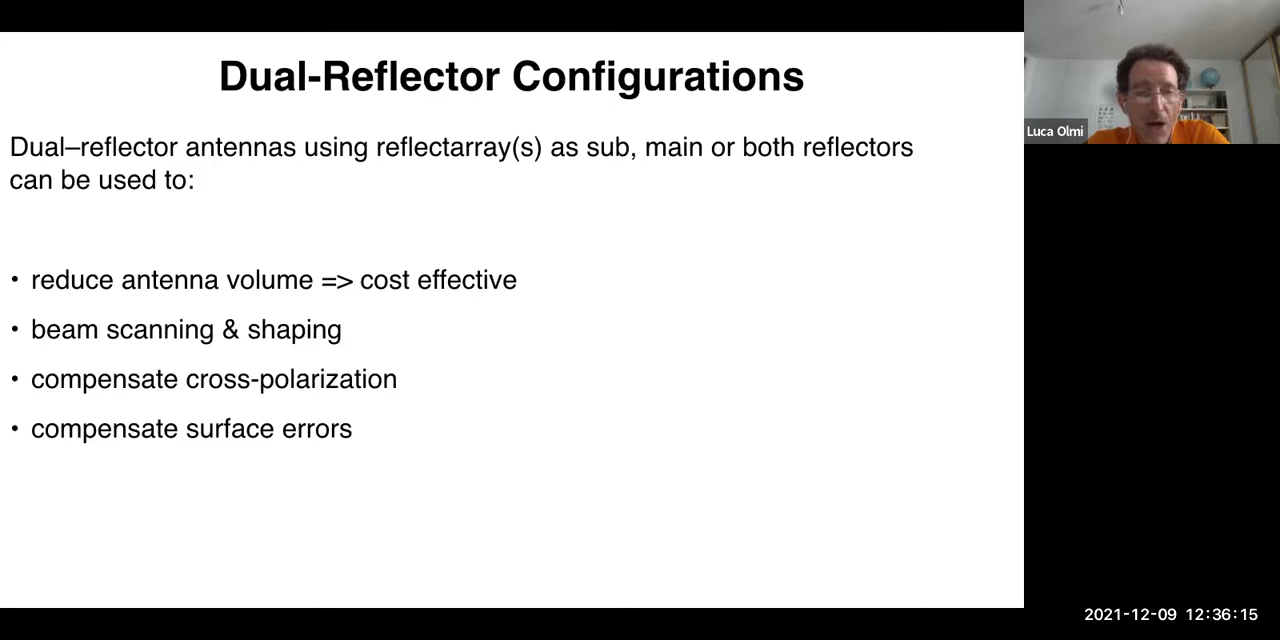 Dual-Reflector Configurations
Dual–reflector antennas using reflectarray(s) as sub, main or both reflectors
can be used to:
• reduce antenna volume => cost effective
• beam scanning & shaping
• compensate cross-polarization
• compensate surface errors
Luca Olmi
2021-12-09 12:36:15